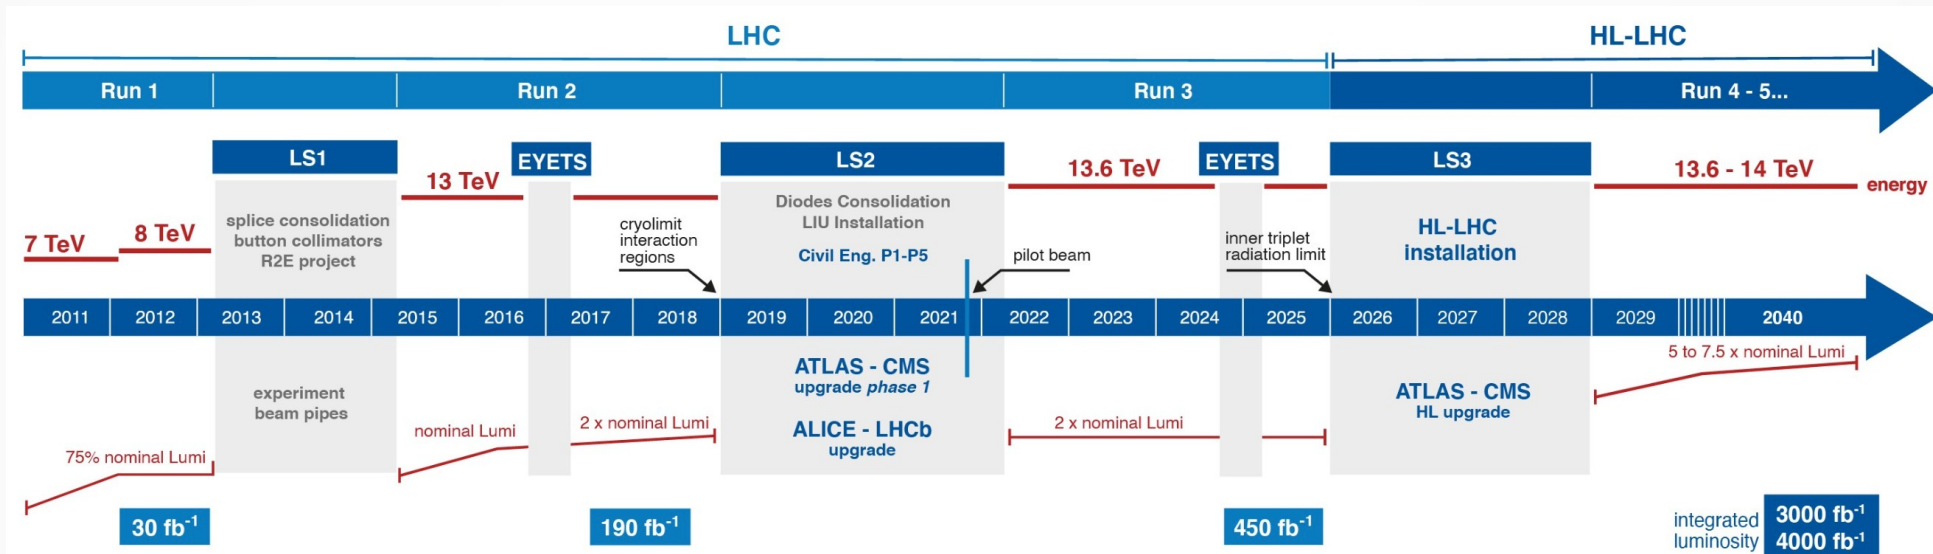 LHC
HL-LHC
Run 1
Run 2
Run 3
Run 4 - 5...
LS1
EYETS
LS2
EYETS
LS3
7 TeV
8 TeV
13 TeV
13.6 TeV
13.6 - 14 TeV
energy
splice consolidation
button collimators
R2E project
cryolimit
interaction
regions
Diodes Consolidation
LIU Installation
Civil Eng. P1-P5
pilot beam
inner triplet
radiation limit
HL-LHC
installation
2011
2012
2013
2014
2015
2016
2017
2018
2019
2020
2021
2022
2023
2024
2025
2026
2027
2028
2029
2040
experiment
beam pipes
75% nominal Lumi
nominal Lumi
2 x nominal Lumi
ATLAS - CMS
upgrade phase 1
ALICE - LHCb
upgrade
2 x nominal Lumi
ATLAS - CMS
HL upgrade
5 to 7.5 x nominal Lumi
30 fb⁻¹
190 fb⁻¹
450 fb⁻¹
integrated
luminosity
3000 fb⁻¹
4000 fb⁻¹